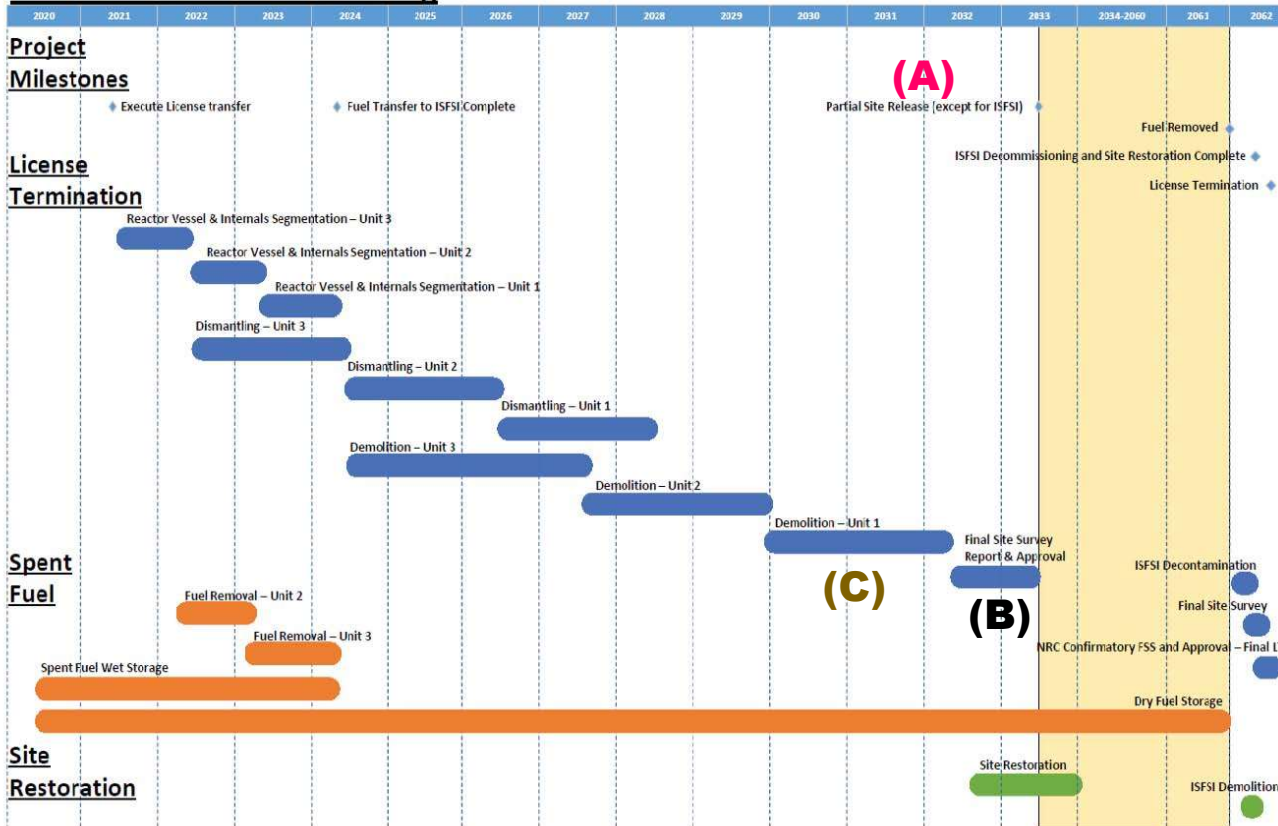 2020 2021 2022 2023 2024 2025 2026 2027 2028 2029 2030 2031 2032 2033 2034-2060 2061 2062
Project
Milestones
(A)
Execute License transfer
Fuel Transfer to ISFSI Complete
Partial Site Release (except for ISFSI)
Fuel Removed
ISFSI Decommissioning and Site Restoration Complete
License Termination
License
Termination
Reactor Vessel & Internals Segmentation – Unit 3
Reactor Vessel & Internals Segmentation – Unit 2
Reactor Vessel & Internals Segmentation – Unit 1
Dismantling – Unit 3
Dismantling – Unit 2
Dismantling – Unit 1
Demolition – Unit 3
Demolition – Unit 2
Demolition – Unit 1
Final Site Survey
Report & Approval
(C)
(B)
ISFSI Decontamination
Final Site Survey
NRC Confirmatory FSS and Approval – Final
Spent
Fuel
Fuel Removal – Unit 2
Fuel Removal – Unit 3
Spent Fuel Wet Storage
Dry Fuel Storage
Site
Restoration
Site Restoration
ISFSI Demolition